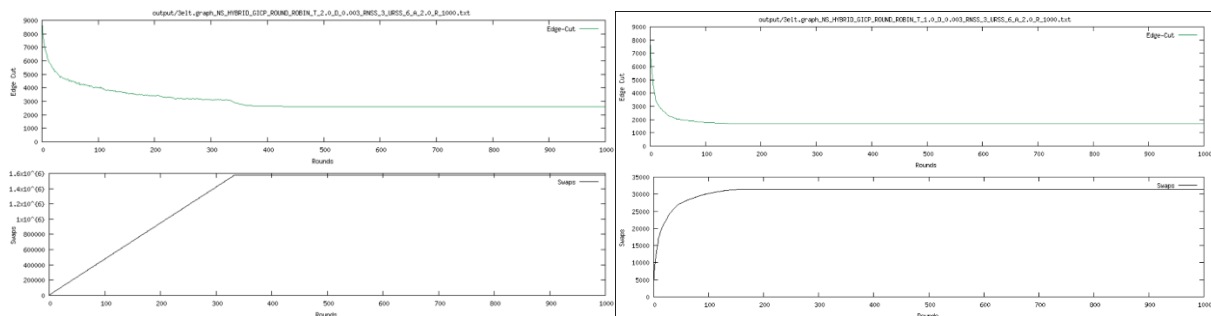 output/3elt.graph_NS_HYBRID_GICP_ROUND_ROBIN_T_2.0_D_0.003_RNSS_3_URSS_6_A_2.0_R_1000.txt
Edge-Cut
9000
8000
7000
6000
5000
4000
3000
2000
1000
0
Edge Cut
0 100 200 300 400 500 600 700 800 900 1000
Rounds
Swaps
1.6x10^{6}
1.4x10^{6}
1.2x10^{6}
1x10^{6}
800000
600000
400000
200000
0
Swaps
0 100 200 300 400 500 600 700 800 900 1000
Rounds
output/3elt.graph_NS_HYBRID_GICP_ROUND_ROBIN_T_1.0_D_0.003_RNSS_3_URSS_6_A_2.0_R_1000.txt
Edge-Cut
9000
8000
7000
6000
5000
4000
3000
2000
1000
0
Edge Cut
0 100 200 300 400 500 600 700 800 900 1000
Rounds
Swaps
35000
30000
25000
20000
15000
10000
5000
0
Swaps
0 100 200 300 400 500 600 700 800 900 1000
Rounds